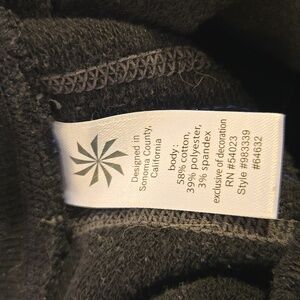 Designed in
Sonoma County,
California
body:
58% cotton,
39% polyester,
3% spandex
exclusive of decoration
RN #54023
Style #983339
#64632